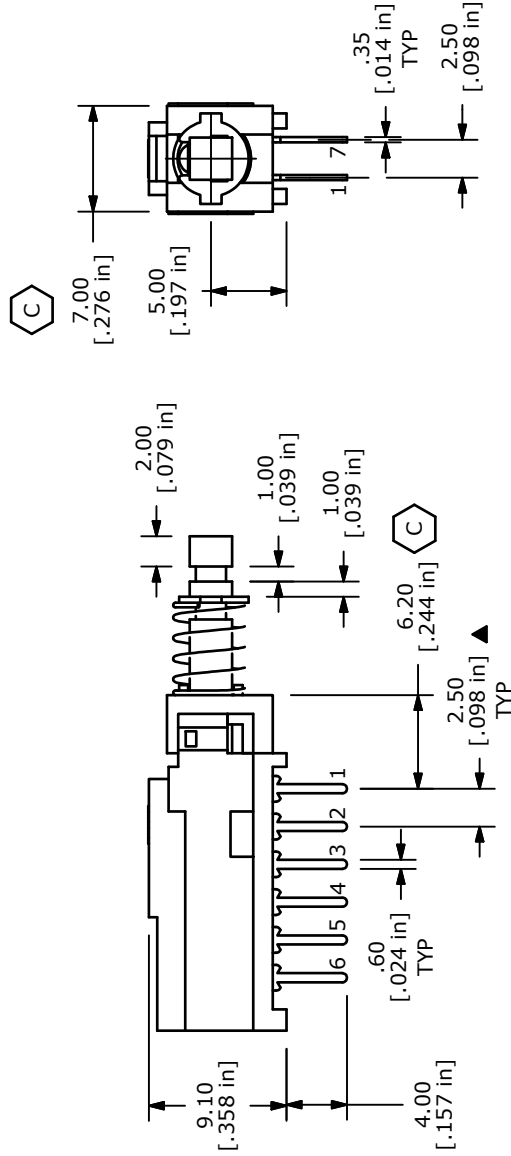 C
7.00
[.276 in]
5.00
[.197 in]
.35
[.014 in]
TYP
2.50
[.098 in]
1
7
2.00
[.079 in]
1.00
[.039 in]
1.00
[.039 in]
C
6.20
[.244 in]
2.50
[.098 in] ▲
TYP
6 5 4 3 2 1
.60
[.024 in]
TYP
9.10
[.358 in]
4.00
[.157 in]